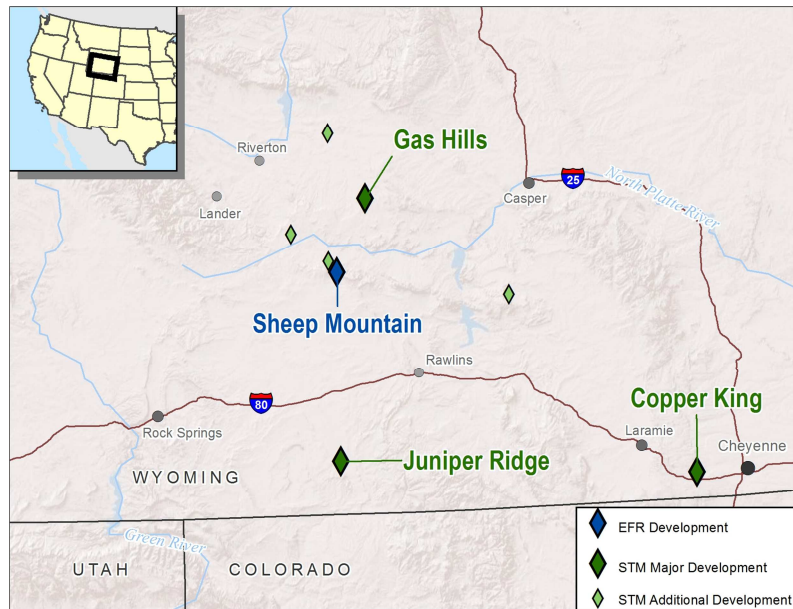 Gas Hills
Riverton
Lander
Casper
25
North Platte River
Sheep Mountain
Rawlins
80
Rock Springs
Copper King
Laramie
Cheyenne
Juniper Ridge
WYOMING
Green River
UTAH
COLORADO
EFR Development
STM Major Development
STM Additional Development